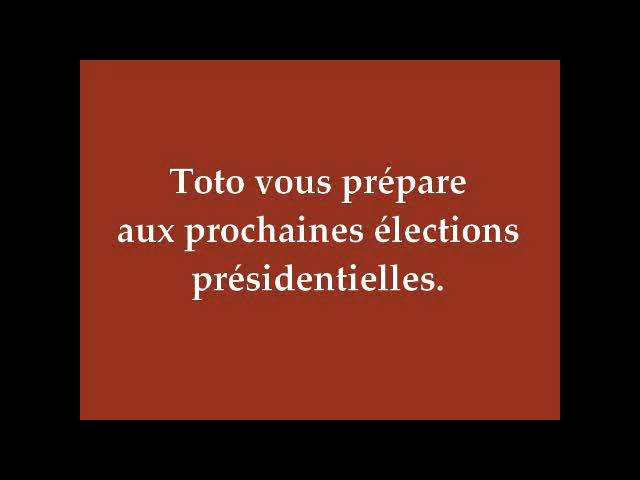 Toto vous prépare
aux prochaines élections
présidentielles.